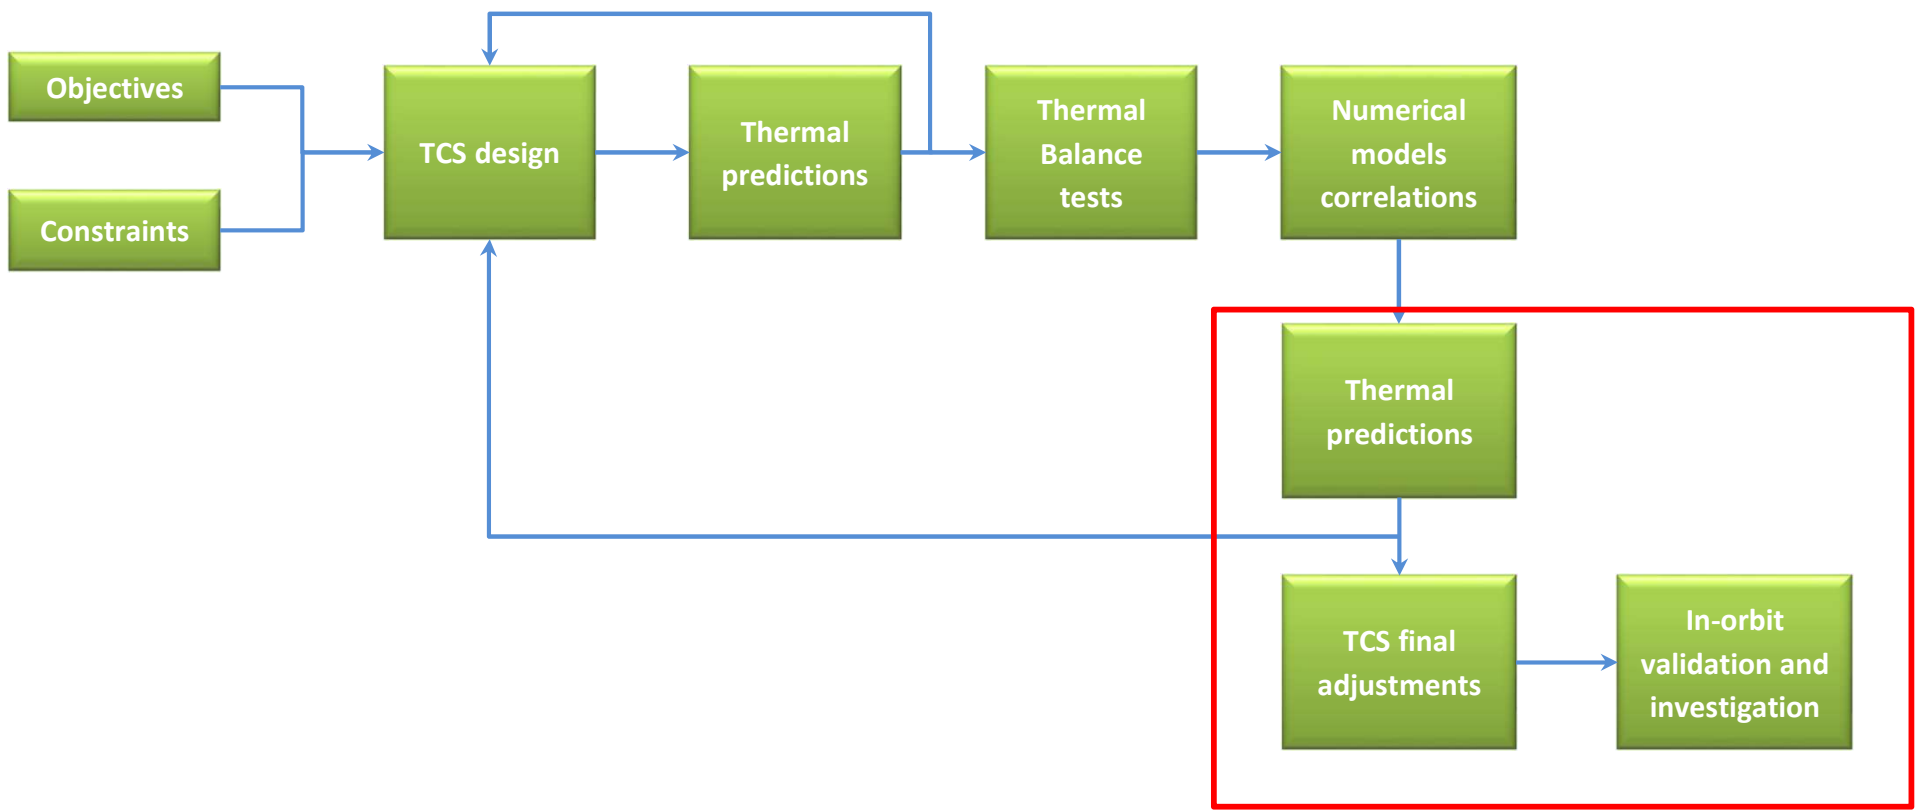 Objectives
Constraints
TCS design
Thermal
predictions
Thermal
Balance
tests
Numerical
models
correlations
Thermal
predictions
TCS final
adjustments
In-orbit
validation and
investigation